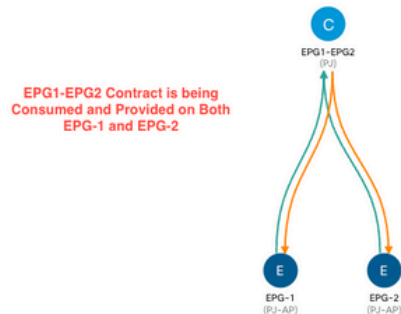 C
EPG1-EPG2
(PJ)
EPG1-EPG2 Contract is being
Consumed and Provided on Both
EPG-1 and EPG-2
E
EPG-1
(PJ-AP)
E
EPG-2
(PJ-AP)